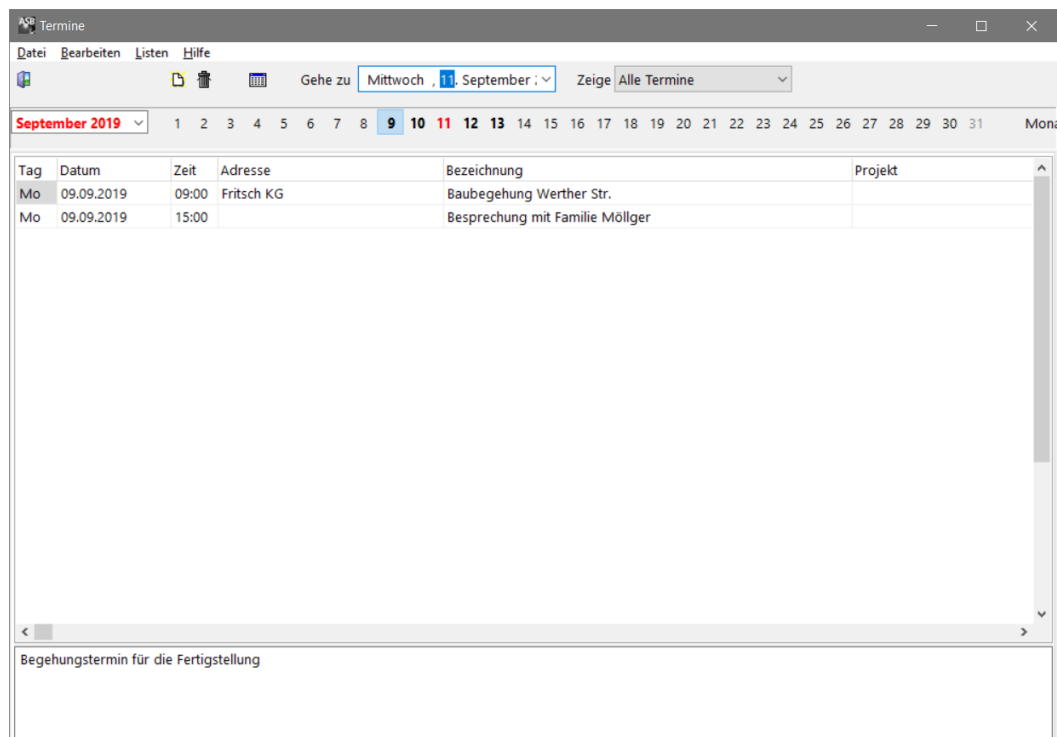 ASB Termine
Datei Bearbeiten Listen Hilfe
Gehe zu Mittwoch , 11. September Zeige Alle Termine
September 2019 1 2 3 4 5 6 7 8 9 10 11 12 13 14 15 16 17 18 19 20 21 22 23 24 25 26 27 28 29 30 31 Mona
Tag Datum Zeit Adresse Bezeichnung Projekt
Mo 09.09.2019 09:00 Fritsch KG Baubegehung Werther Str.
Mo 09.09.2019 15:00 Besprechung mit Familie Möllger
Begehungstermin für die Fertigstellung